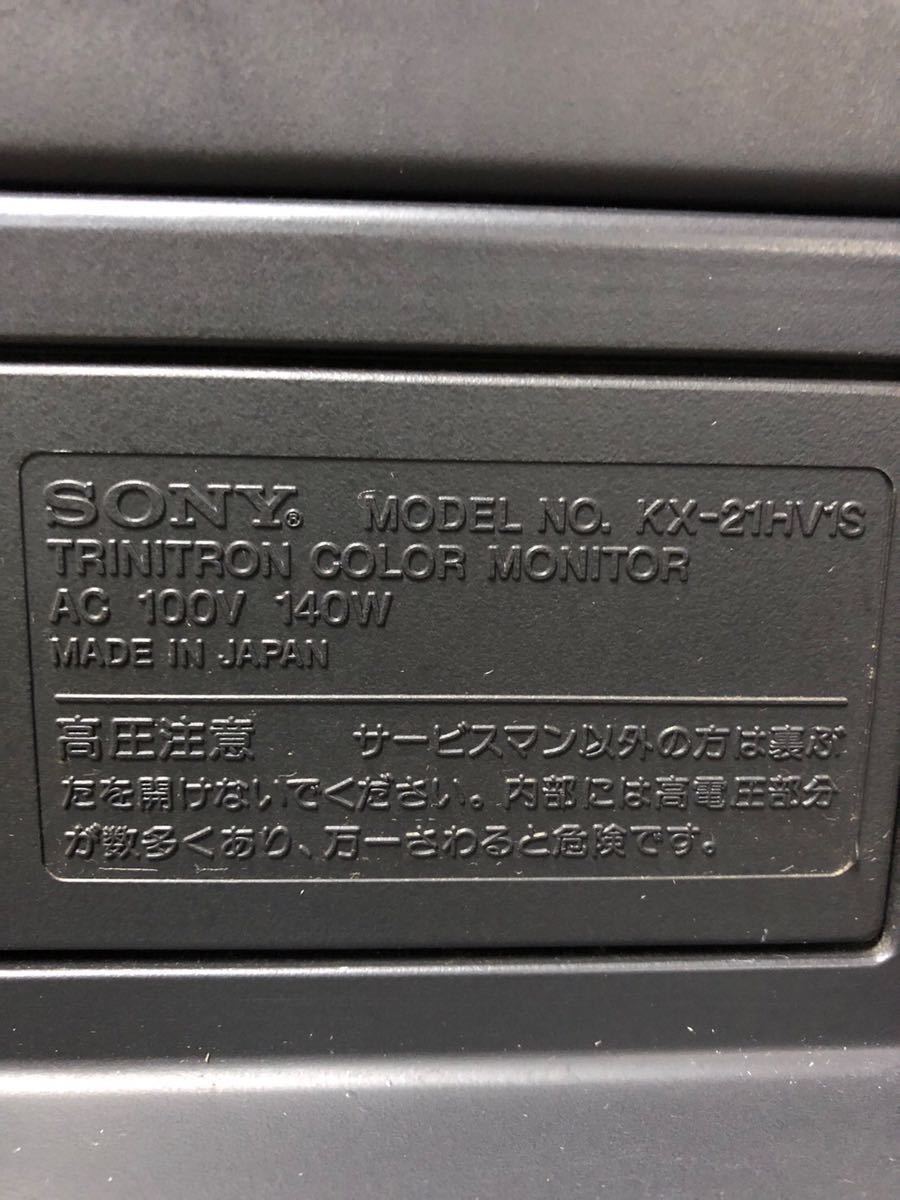 SONY® MODEL NO. KX-21HV1S
TRINITRON COLOR MONITOR
AC 100V 140W
MADE IN JAPAN
高圧注意 サービスマン以外の方は裏ぶ
たを開けないでください。内部には高電圧部分
が数多くあり、万一さわると危険です。